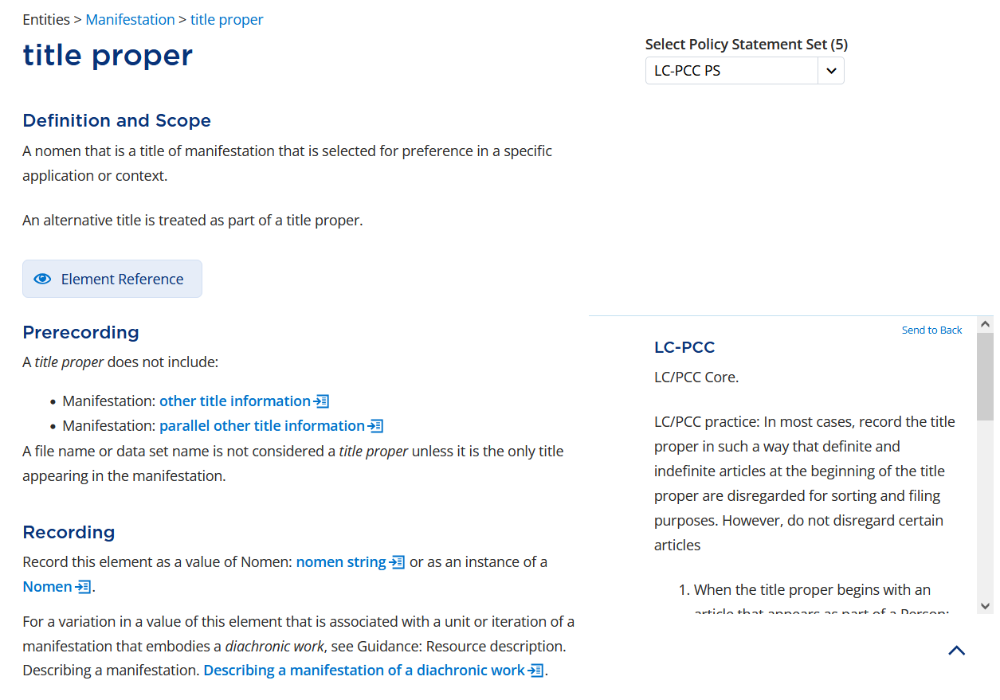 Entities > Manifestation > title proper
title proper
Select Policy Statement Set (5)
LC-PCC PS
Definition and Scope
A nomen that is a title of manifestation that is selected for preference in a specific
application or context.
An alternative title is treated as part of a title proper.
Element Reference
Prerecording
A title proper does not include:
• Manifestation: other title information
• Manifestation: parallel other title information
A file name or data set name is not considered a title proper unless it is the only title
appearing in the manifestation.
Recording
Record this element as a value of Nomen: nomen string or as an instance of a
Nomen.
For a variation in a value of this element that is associated with a unit or iteration of a
manifestation that embodies a diachronic work, see Guidance: Resource description.
Describing a manifestation. Describing a manifestation of a diachronic work.
Send to Back
LC-PCC
LC/PCC Core.
LC/PCC practice: In most cases, record the title
proper in such a way that definite and
indefinite articles at the beginning of the title
proper are disregarded for sorting and filing
purposes. However, do not disregard certain
articles
1. When the title proper begins with an
article that appears as part of a Person: